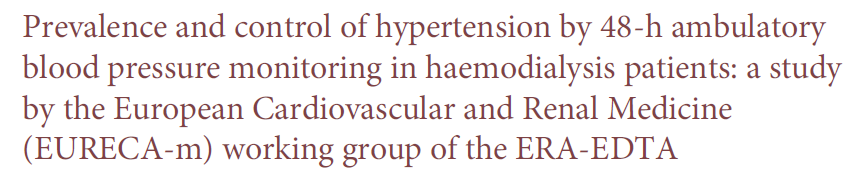 Prevalence and control of hypertension by 48-h ambulatory
blood pressure monitoring in haemodialysis patients: a study
by the European Cardiovascular and Renal Medicine
(EURECA-m) working group of the ERA-EDTA